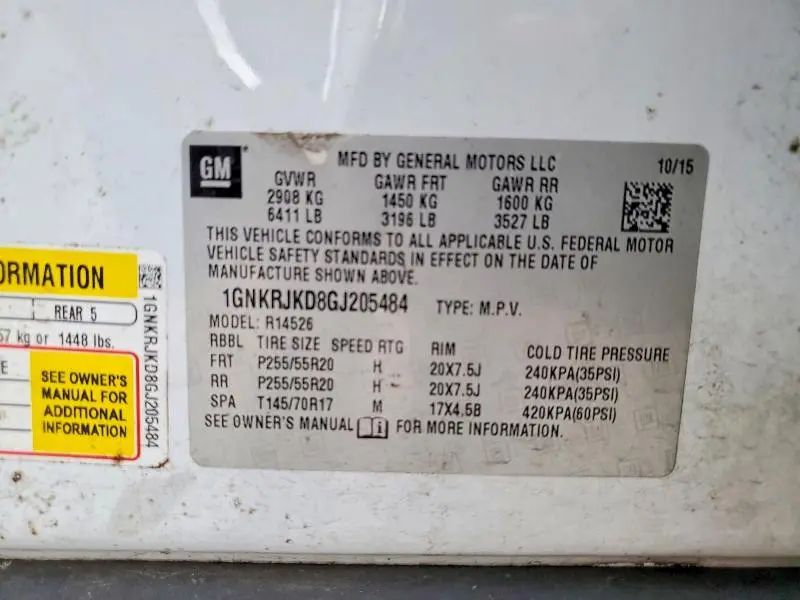 GM
MFD BY GENERAL MOTORS LLC 10/15
GVWR GAWR FRT GAWR RR
2908 KG 1450 KG 1600 KG
6411 LB 3196 LB 3527 LB
THIS VEHICLE CONFORMS TO ALL APPLICABLE U.S. FEDERAL MOTOR
VEHICLE SAFETY STANDARDS IN EFFECT ON THE DATE OF
MANUFACTURE SHOWN ABOVE.
1GNKRJKD8GJ205484 TYPE: M.P.V.
MODEL: R14526
RBBL TIRE SIZE SPEED RTG RIM COLD TIRE PRESSURE
FRT P255/55R20 H 20X7.5J 240KPA(35PSI)
RR P255/55R20 H 20X7.5J 240KPA(35PSI)
SPA T145/70R17 M 17X4.5B 420KPA(60PSI)
SEE OWNER'S MANUAL FOR MORE INFORMATION.
REAR 5
kg or 1448 lbs.
SEE OWNER'S
MANUAL FOR
ADDITIONAL
INFORMATION
1GNKRJKD8GJ205484